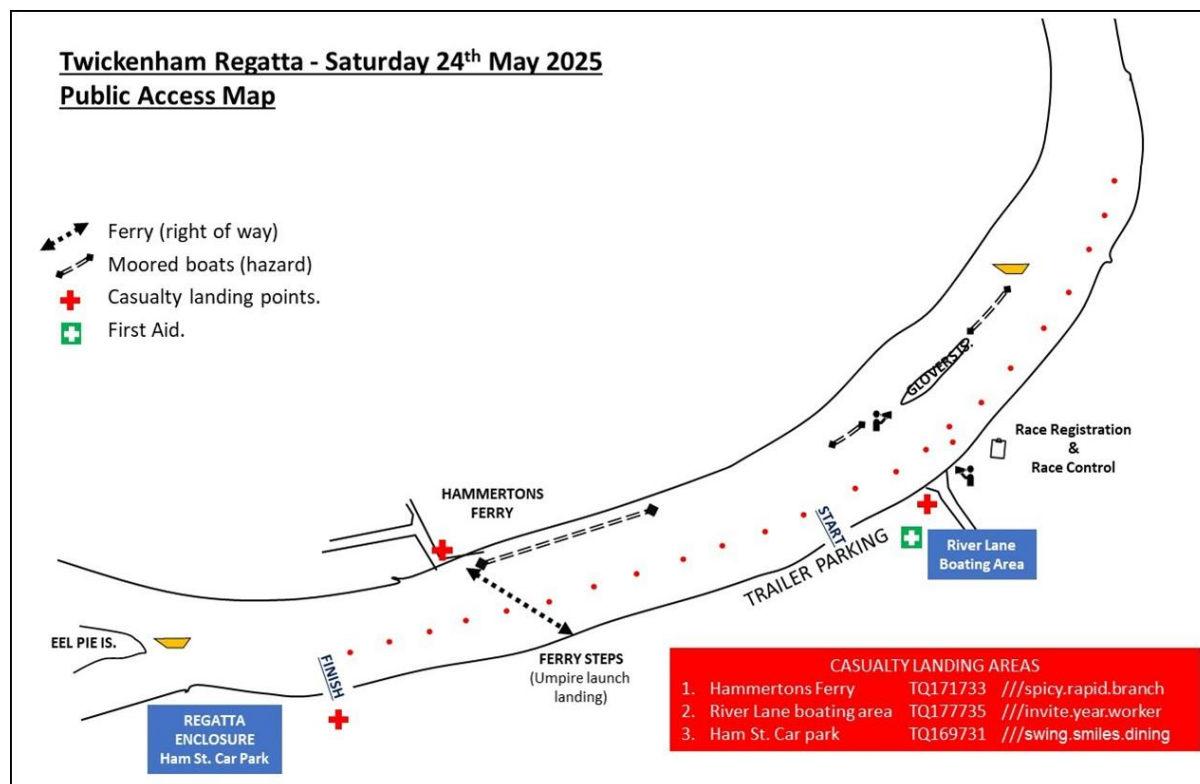 Twickenham Regatta - Saturday 24th May 2025
Public Access Map
Ferry (right of way)
Moored boats (hazard)
Casualty landing points.
First Aid.
GLOVERS IS.
Race Registration
&
Race Control
HAMMERTONS
FERRY
START
TRAILER PARKING
River Lane
Boating Area
EEL PIE IS.
FINISH
FERRY STEPS
(Umpire launch
landing)
REGATTA
ENCLOSURE
Ham St. Car Park
CASUALTY LANDING AREAS
1. Hammertons Ferry TQ171733 ///spicy.rapid.branch
2. River Lane boating area TQ177735 ///invite.year.worker
3. Ham St. Car park TQ169731 ///swing.smiles.dining